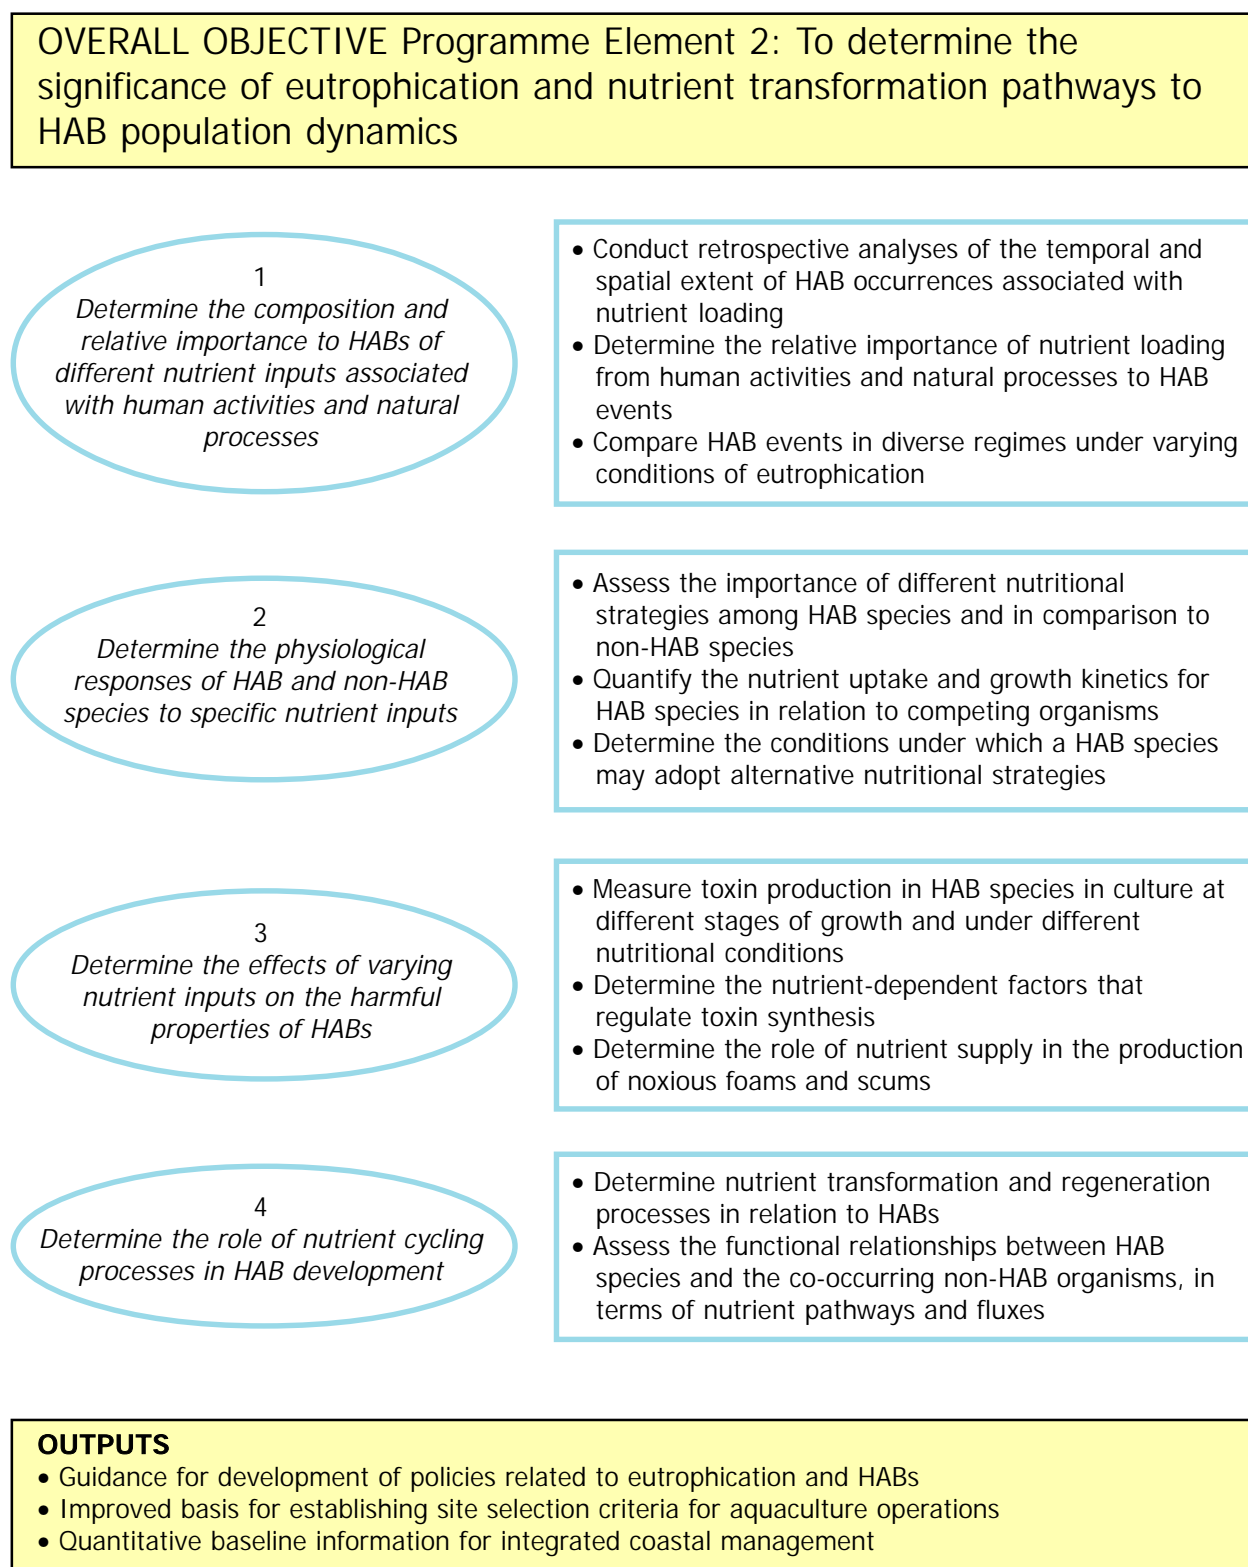 OVERALL OBJECTIVE Programme Element 2: To determine the
significance of eutrophication and nutrient transformation pathways to
HAB population dynamics
1
Determine the composition and
relative importance to HABs of
different nutrient inputs associated
with human activities and natural
processes
• Conduct retrospective analyses of the temporal and
spatial extent of HAB occurrences associated with
nutrient loading
• Determine the relative importance of nutrient loading
from human activities and natural processes to HAB
events
• Compare HAB events in diverse regimes under varying
conditions of eutrophication
2
Determine the physiological
responses of HAB and non-HAB
species to specific nutrient inputs
• Assess the importance of different nutritional
strategies among HAB species and in comparison to
non-HAB species
• Quantify the nutrient uptake and growth kinetics for
HAB species in relation to competing organisms
• Determine the conditions under which a HAB species
may adopt alternative nutritional strategies
3
Determine the effects of varying
nutrient inputs on the harmful
properties of HABs
• Measure toxin production in HAB species in culture at
different stages of growth and under different
nutritional conditions
• Determine the nutrient-dependent factors that
regulate toxin synthesis
• Determine the role of nutrient supply in the production
of noxious foams and scums
4
Determine the role of nutrient cycling
processes in HAB development
• Determine nutrient transformation and regeneration
processes in relation to HABs
• Assess the functional relationships between HAB
species and the co-occurring non-HAB organisms, in
terms of nutrient pathways and fluxes
OUTPUTS
• Guidance for development of policies related to eutrophication and HABs
• Improved basis for establishing site selection criteria for aquaculture operations
• Quantitative baseline information for integrated coastal management